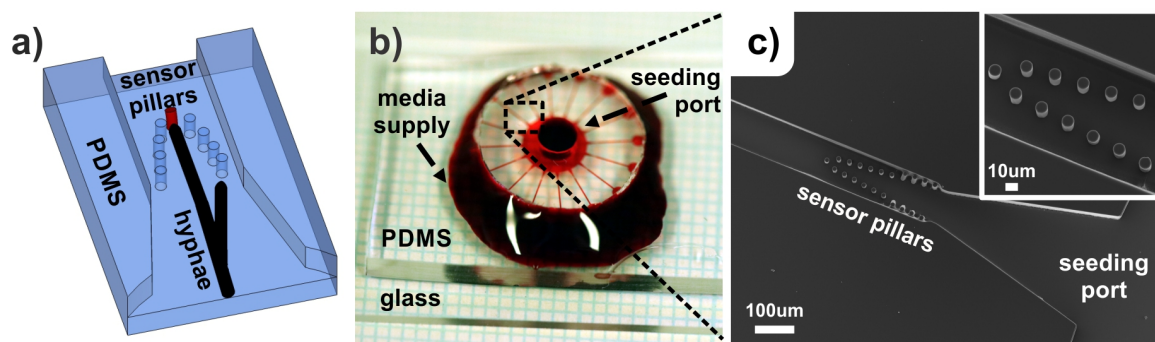 a)
sensor
pillars
PDMS
hyphae
b)
media
supply
seeding
port
PDMS
glass
c)
10um
sensor pillars
seeding
port
100um